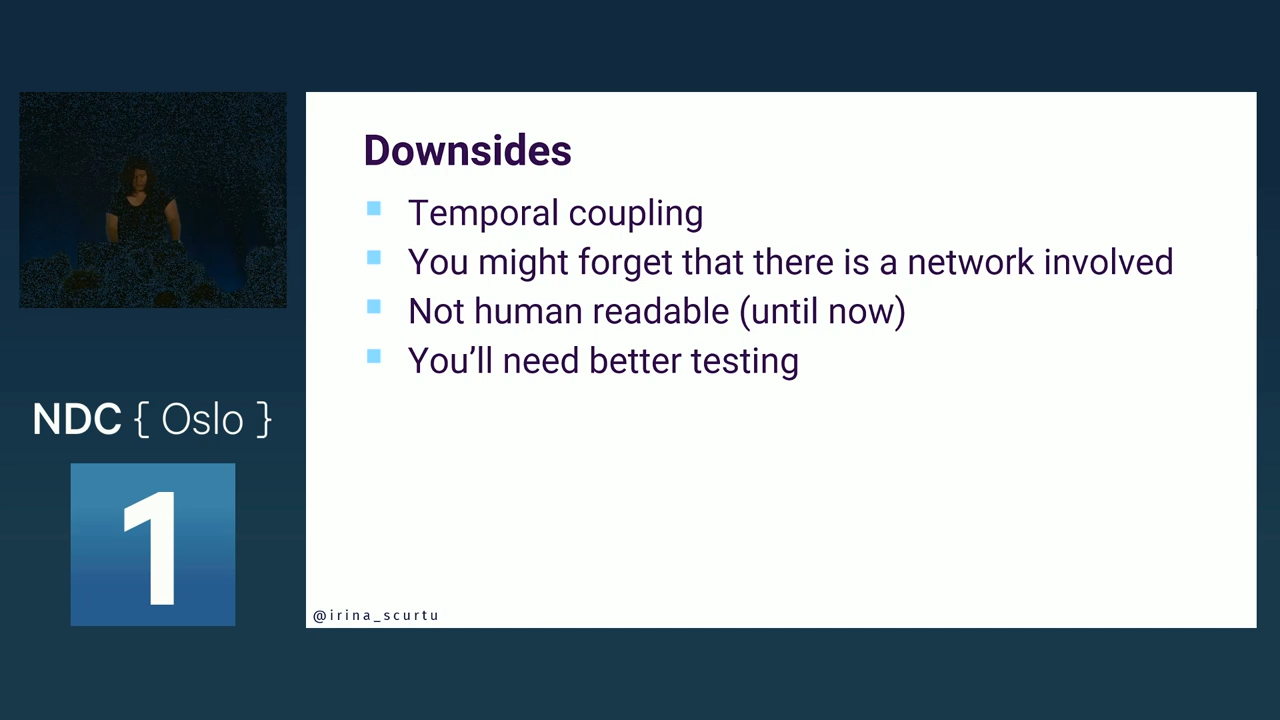 Downsides
Temporal coupling
You might forget that there is a network involved
Not human readable (until now)
You’ll need better testing
NDC { Oslo }
1
@irina_scurtu